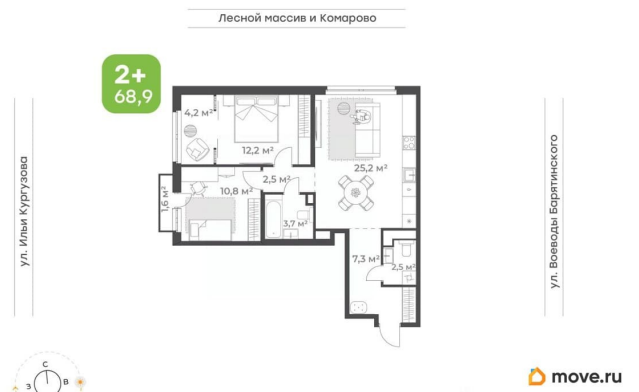 Лесной массив и Комарово
2+
68,9
4,2 м²
12,2 м²
25,2 м²
2,5 м²
10,8 м²
1,6 м²
3,7 м²
7,3 м²
2,5 м²
ул. Ильи Кургузова
ул. Воеводы Барятинского
С
З
В
move.ru